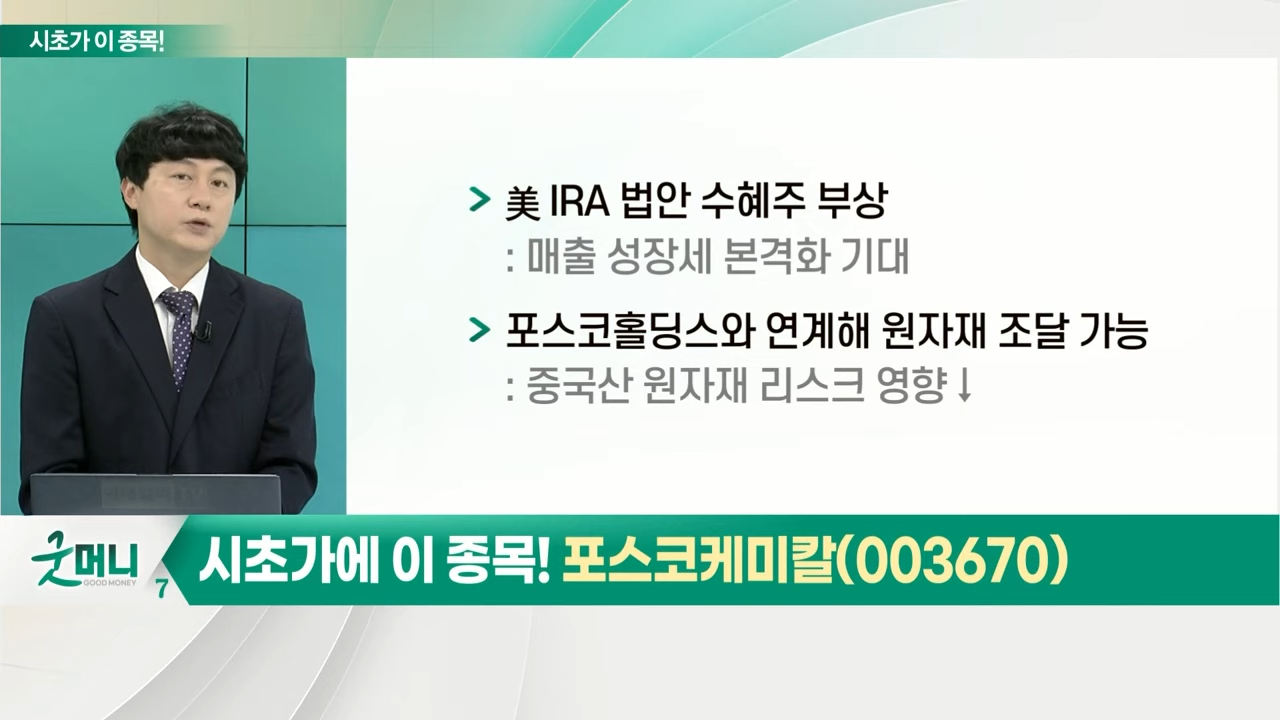 시초가 이 종목!
> 美 IRA 법안 수혜주 부상
: 매출 성장세 본격화 기대
> 포스코홀딩스와 연계해 원자재 조달 가능
: 중국산 원자재 리스크 영향↓
굿머니
GOOD MONEY
7
시초가에 이 종목! 포스코케미칼(003670)